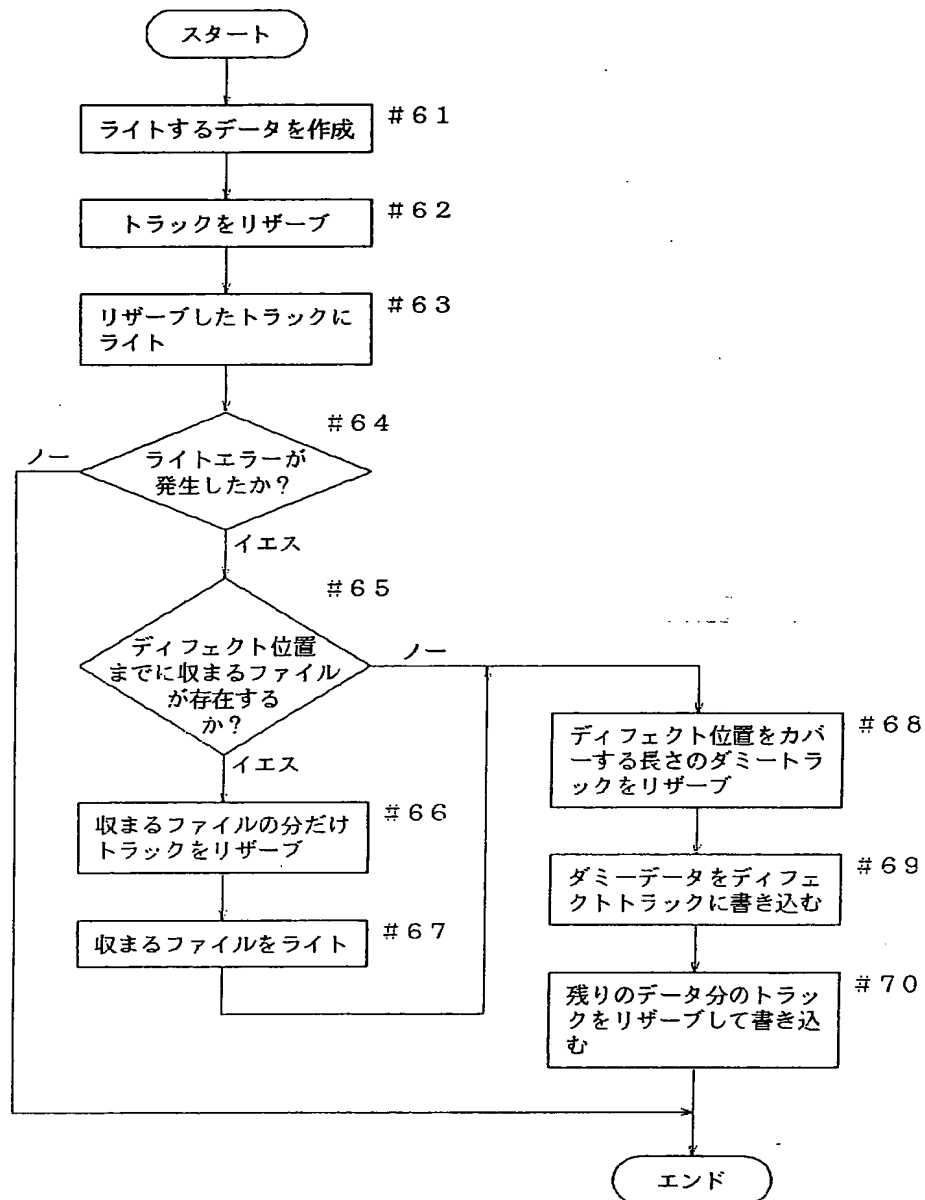 スタート
ライトするデータを作成
#61
トラックをリザーブ
#62
リザーブしたトラックに
ライト
#63
#64
ノー
ライトエラーが
発生したか?
イエス
#65
ディフェクト位置
までに収まるファイル
が存在する
か?
ノー
イエス
収まるファイルの分だけ
トラックをリザーブ
#66
収まるファイルをライト
#67
ディフェクト位置をカバ
ーする長さのダミートラ
ックをリザーブ
#68
ダミーデータをディフェ
クトトラックに書き込む
#69
残りのデータ分のトラッ
クをリザーブして書き込
む
#70
エンド